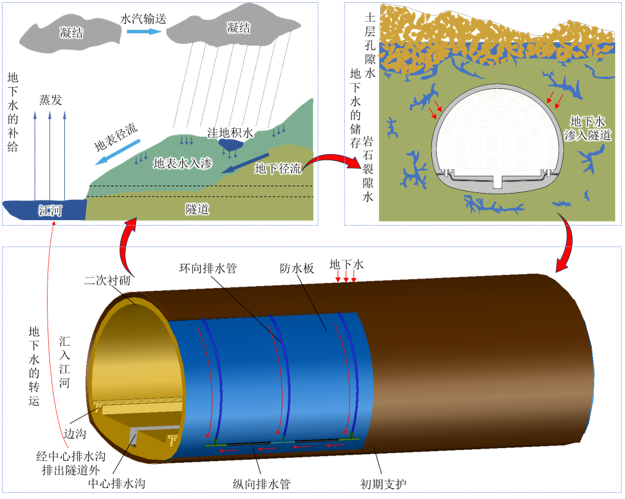 凝结
水汽输送
凝结
地下水的补给
蒸发
地表径流
洼地积水
地表水入渗
地下径流
江河
隧道
土层孔隙水
地下水的储存
岩石裂隙水
地下水
渗入隧道
二次衬砌
环向排水管
防水板
地下水
地下水的转运
汇入江河
边沟
经中心排水沟
排出隧道外
中心排水沟
纵向排水管
初期支护